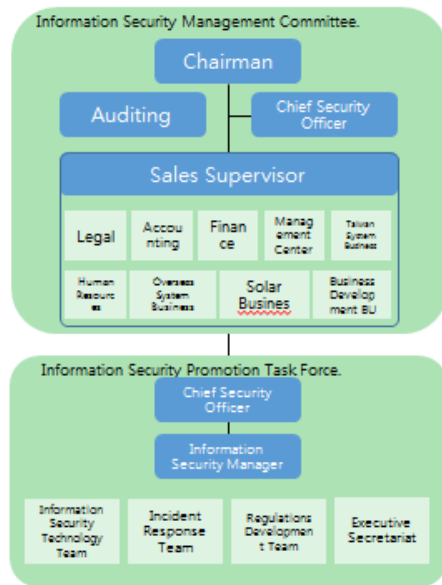 Information Security Management Committee.
Chairman
Auditing
Chief Security
Officer
Sales Supervisor
Legal
Accou
nting
Finan
ce
Manag
ement
Center
Taiwan
System
Business
Human
Resourc
es
Overseas
System
Business
Solar
Busines
Business
Develop
ment BU
Information Security Promotion Task Force.
Chief Security
Officer
Information
Security Manager
Information
Security
Technology
Team
Incident
Response
Team
Regulations
Developmen
t Team
Executive
Secretariat